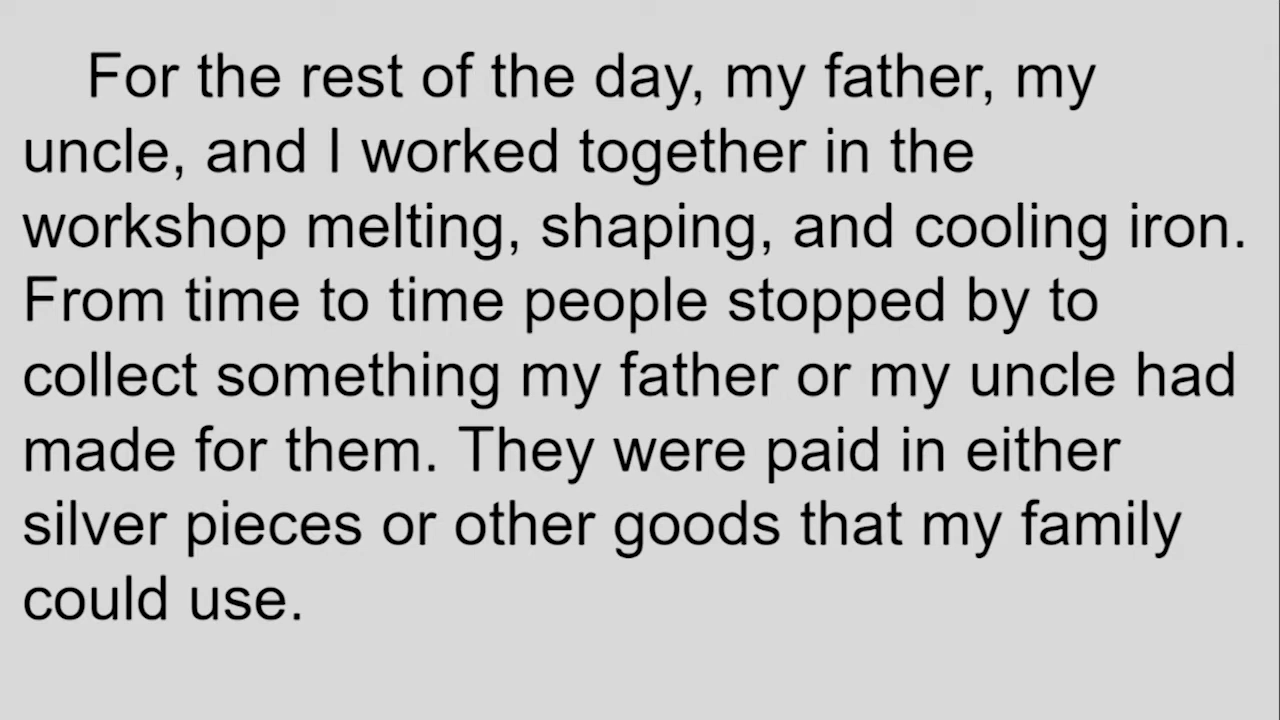 For the rest of the day, my father, my
uncle, and I worked together in the
workshop melting, shaping, and cooling iron.
From time to time people stopped by to
collect something my father or my uncle had
made for them. They were paid in either
silver pieces or other goods that my family
could use.